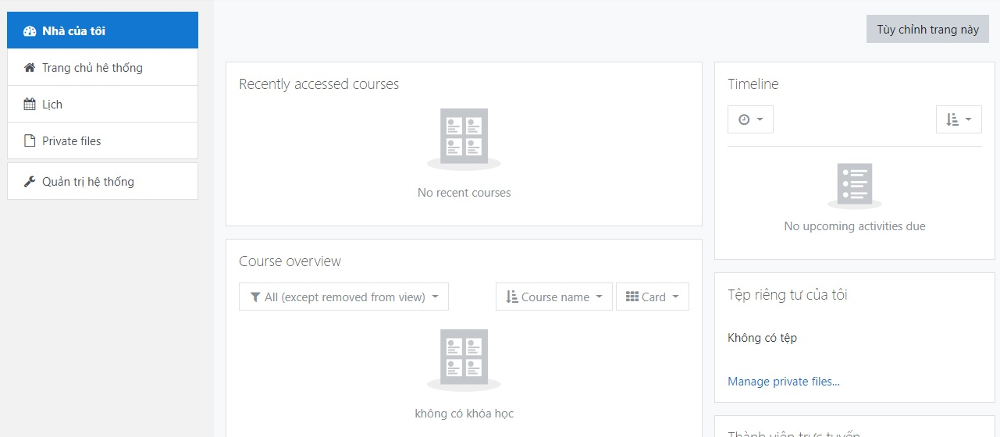 Nhà của tôi
Trang chủ hê thống
Lịch
Private files
Quản trị hệ thống
Tùy chỉnh trang này
Recently accessed courses
No recent courses
Course overview
All (except removed from view)
Course name
Card
không có khóa học
Timeline
No upcoming activities due
Tệp riêng tư của tôi
Không có tệp
Manage private files...
Thành viên trực tuyến